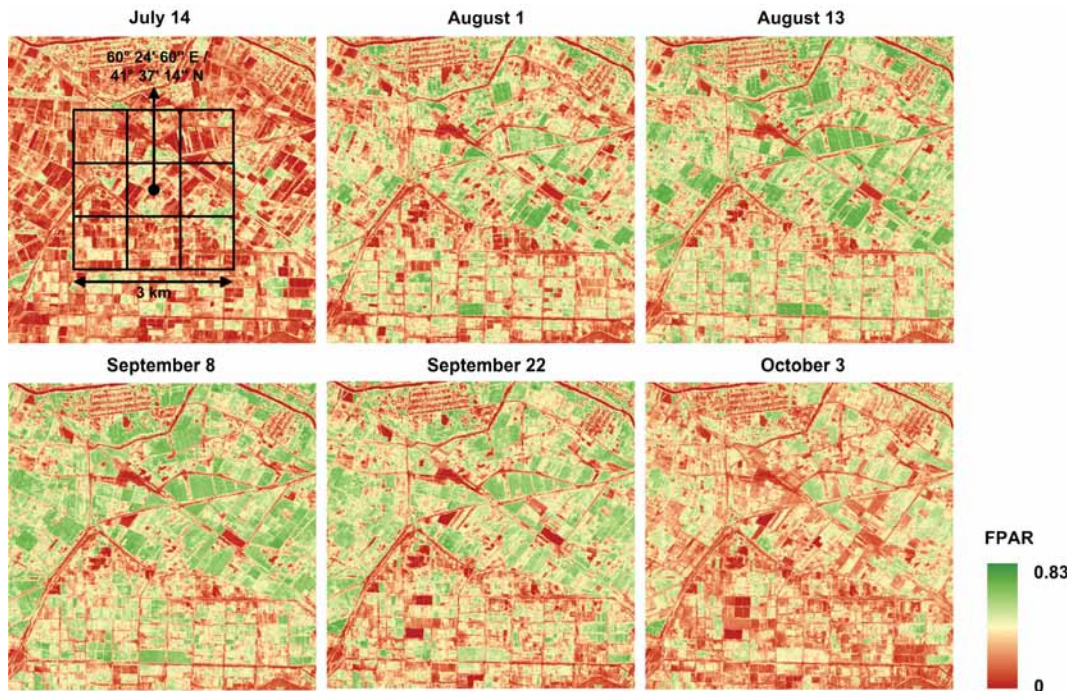 July 14
August 1
August 13
60° 24' 60" E /
41° 37' 14" N
3 km
September 8
September 22
October 3
FPAR
0.83
0